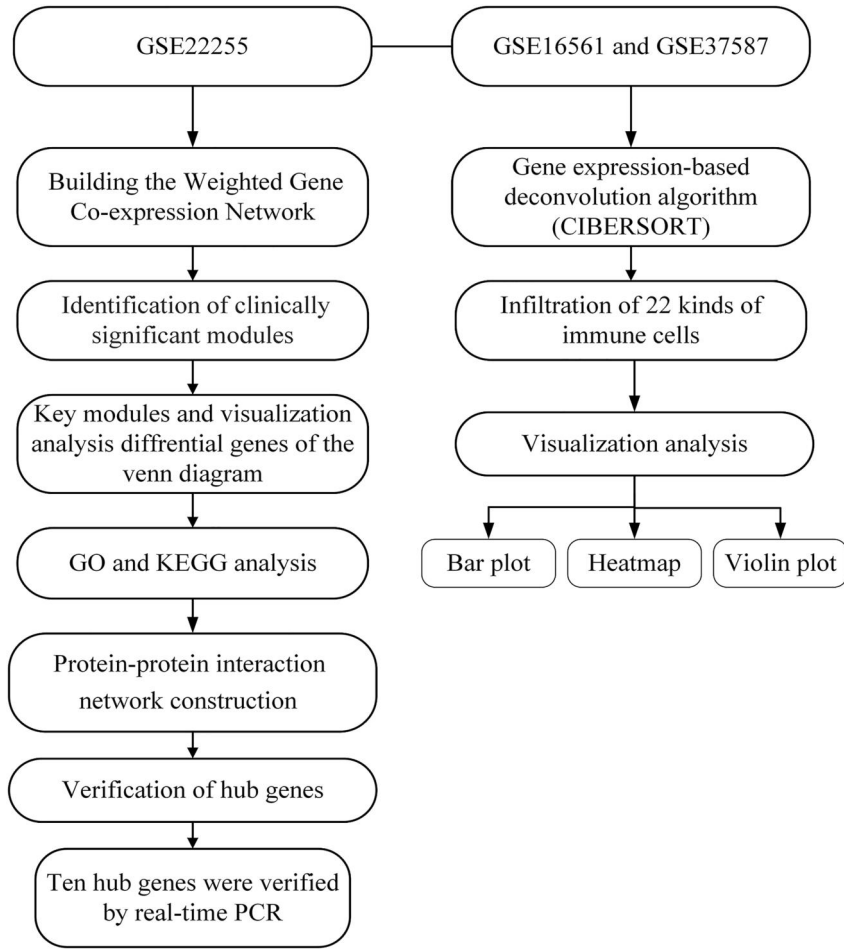 GSE22255
GSE16561 and GSE37587
Building the Weighted Gene
Co-expression Network
Gene expression-based
deconvolution algorithm
(CIBERSORT)
Identification of clinically
significant modules
Infiltration of 22 kinds of
immune cells
Key modules and visualization
analysis diffrential genes of the
venn diagram
Visualization analysis
GO and KEGG analysis
Bar plot
Heatmap
Violin plot
Protein-protein interaction
network construction
Verification of hub genes
Ten hub genes were verified
by real-time PCR